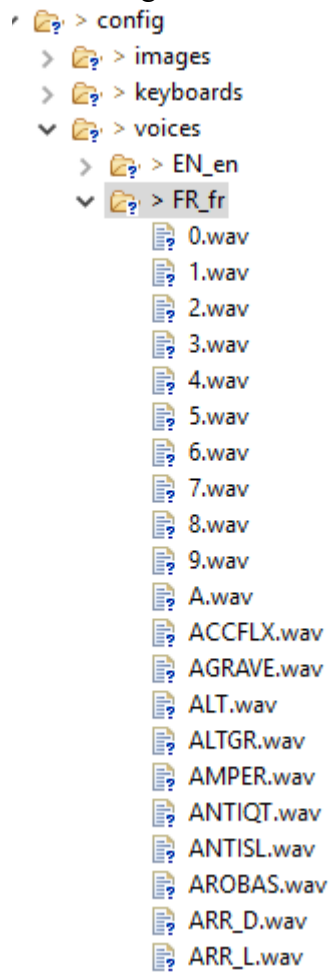 > config
> images
> keyboards
> voices
> EN_en
> FR_fr
0.wav
1.wav
2.wav
3.wav
4.wav
5.wav
6.wav
7.wav
8.wav
9.wav
A.wav
ACCFLX.wav
AGRAVE.wav
ALT.wav
ALTGR.wav
AMPER.wav
ANTIQT.wav
ANTISL.wav
AROBAS.wav
ARR_D.wav
ARR_L.wav